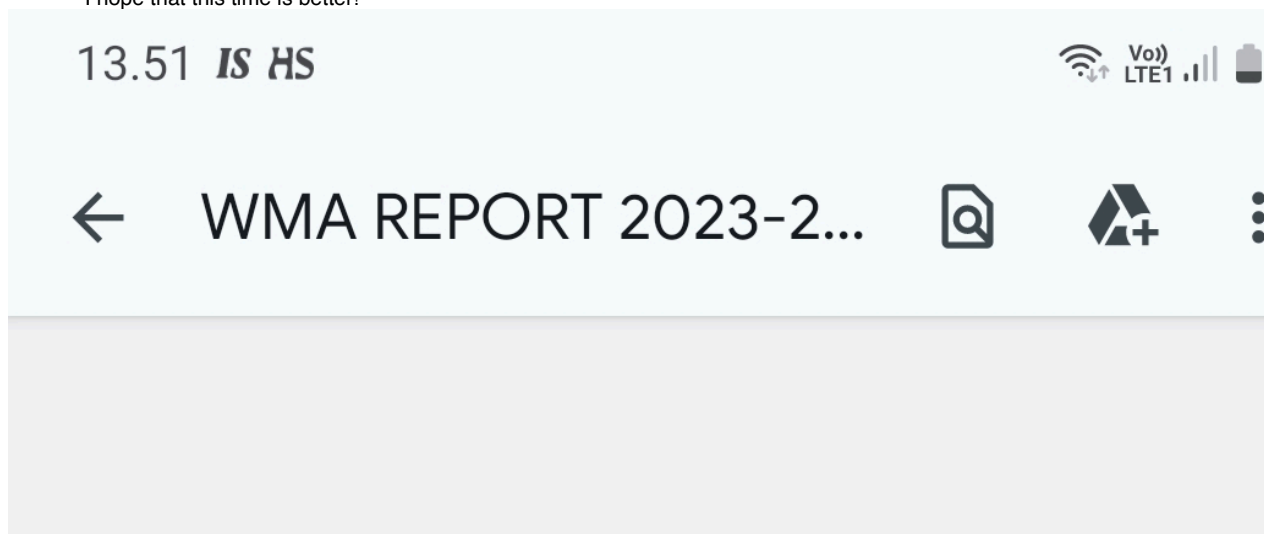 I hope that this time is better!
13.51 IS HS Vo)) LTE1
WMA REPORT 2023-2...